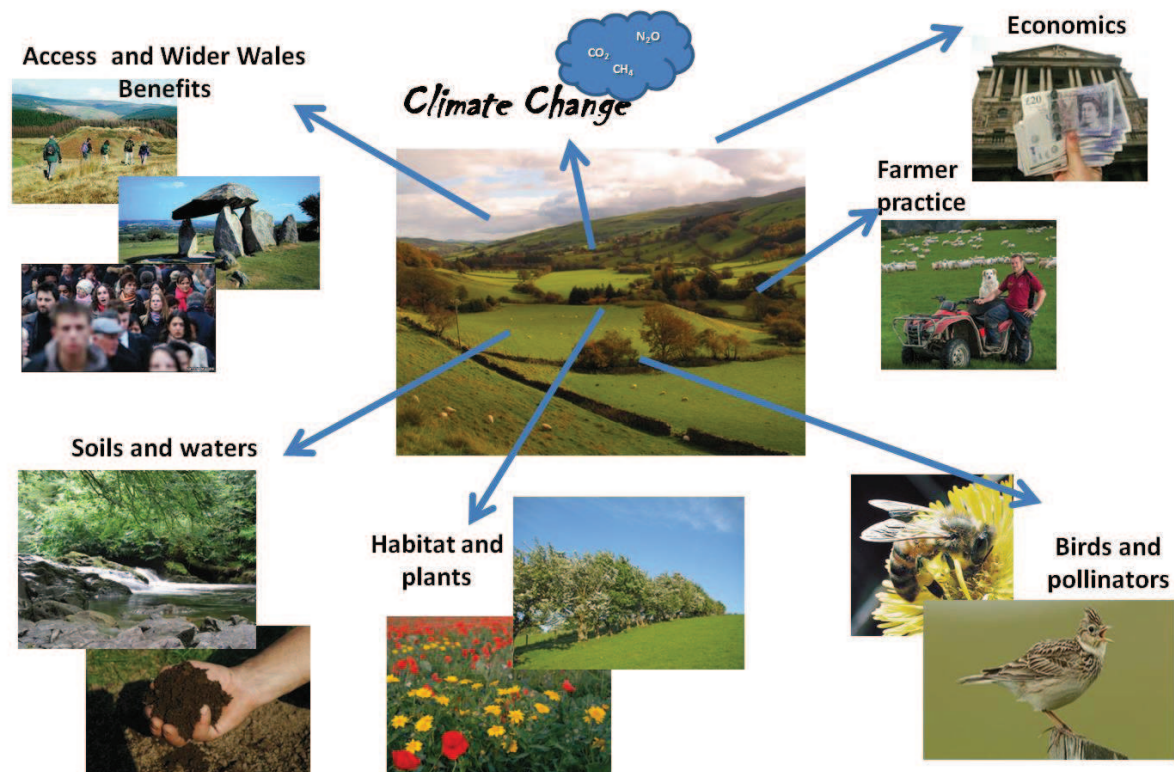 Access and Wider Wales
Benefits
N₂O
CO₂
CH₄
Climate Change
Economics
£20
Farmer
practice
Soils and waters
Habitat and
plants
Birds and
pollinators